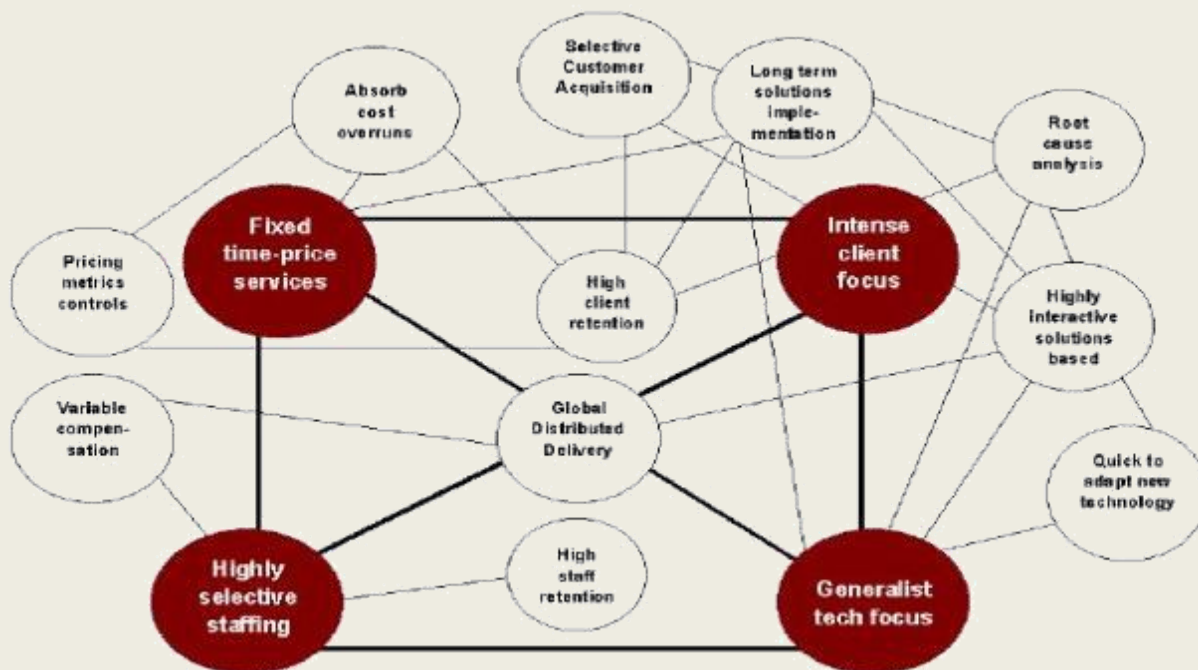 Selective
Customer
Acquisition
Long term
solutions
imple-
mentation
Absorb
cost
overruns
Root
cause
analysis
Fixed
time-price
services
Intense
client
focus
Pricing
metrics
controls
High
client
retention
Highly
interactive
solutions
based
Variable
compen-
sation
Global
Distributed
Delivery
Quick to
adapt new
technology
High
staff
retention
Highly
selective
staffing
Generalist
tech focus